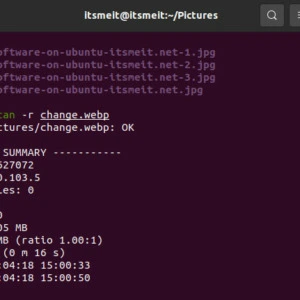 itsmeit@itsmeit:~/Pictures
oftware-on-ubuntu-itsmeit.net-1.jpg
oftware-on-ubuntu-itsmeit.net-2.jpg
oftware-on-ubuntu-itsmeit.net-3.jpg
oftware-on-ubuntu-itsmeit.net.jpg
can -r change.webp
ctures/change.webp: OK
SUMMARY -----------
627072
0.103.5
les: 0
0
05 MB
MB (ratio 1.00:1)
(0 m 16 s)
:04:18 15:00:33
:04:18 15:00:50